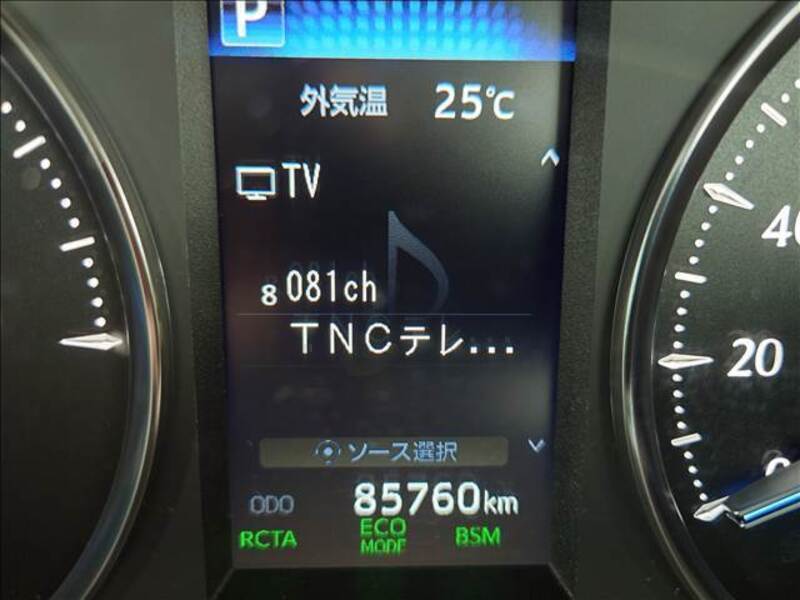 P
外気温 25℃
TV
8 081ch
TNCテレ...
ソース選択
ODO 85760km
RCTA ECO MODE BSM
40
20
0